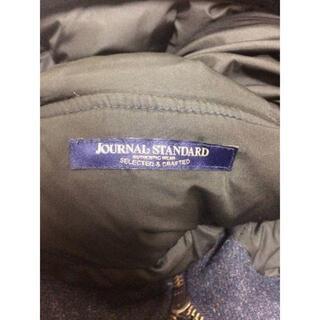 JOURNAL STANDARD
AUTHENTIC WEAR
SELECTED & CRAFTED